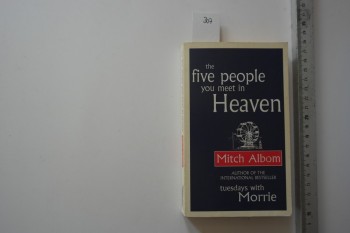 the
five people
you meet in
Heaven
Mitch Albom
AUTHOR OF THE
INTERNATIONAL BESTSELLER
tuesdays with
Morrie